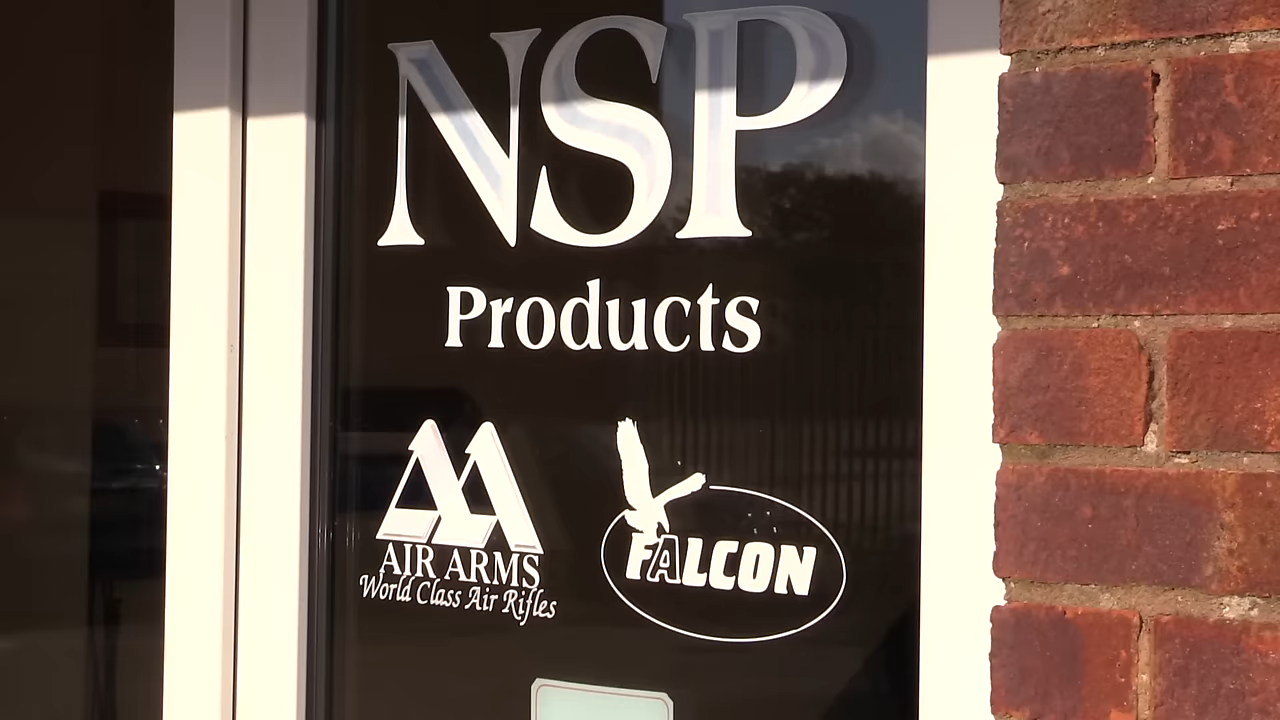 NSP
Products
AIR ARMS
World Class Air Rifles
FALCON